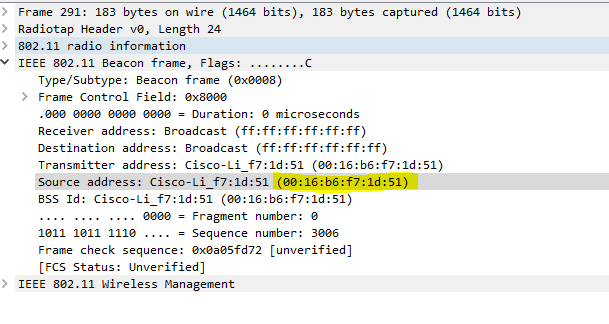 Frame 291: 183 bytes on wire (1464 bits), 183 bytes captured (1464 bits)
Radiotap Header v0, Length 24
802.11 radio information
IEEE 802.11 Beacon frame, Flags: ........C
Type/Subtype: Beacon frame (0x0008)
Frame Control Field: 0x8000
.000 0000 0000 0000 = Duration: 0 microseconds
Receiver address: Broadcast (ff:ff:ff:ff:ff:ff)
Destination address: Broadcast (ff:ff:ff:ff:ff:ff)
Transmitter address: Cisco-Li_f7:1d:51 (00:16:b6:f7:1d:51)
Source address: Cisco-Li_f7:1d:51 (00:16:b6:f7:1d:51)
BSS Id: Cisco-Li_f7:1d:51 (00:16:b6:f7:1d:51)
.... .... .... 0000 = Fragment number: 0
1011 1011 1110 .... = Sequence number: 3006
Frame check sequence: 0x0a05fd72 [unverified]
[FCS Status: Unverified]
IEEE 802.11 Wireless Management